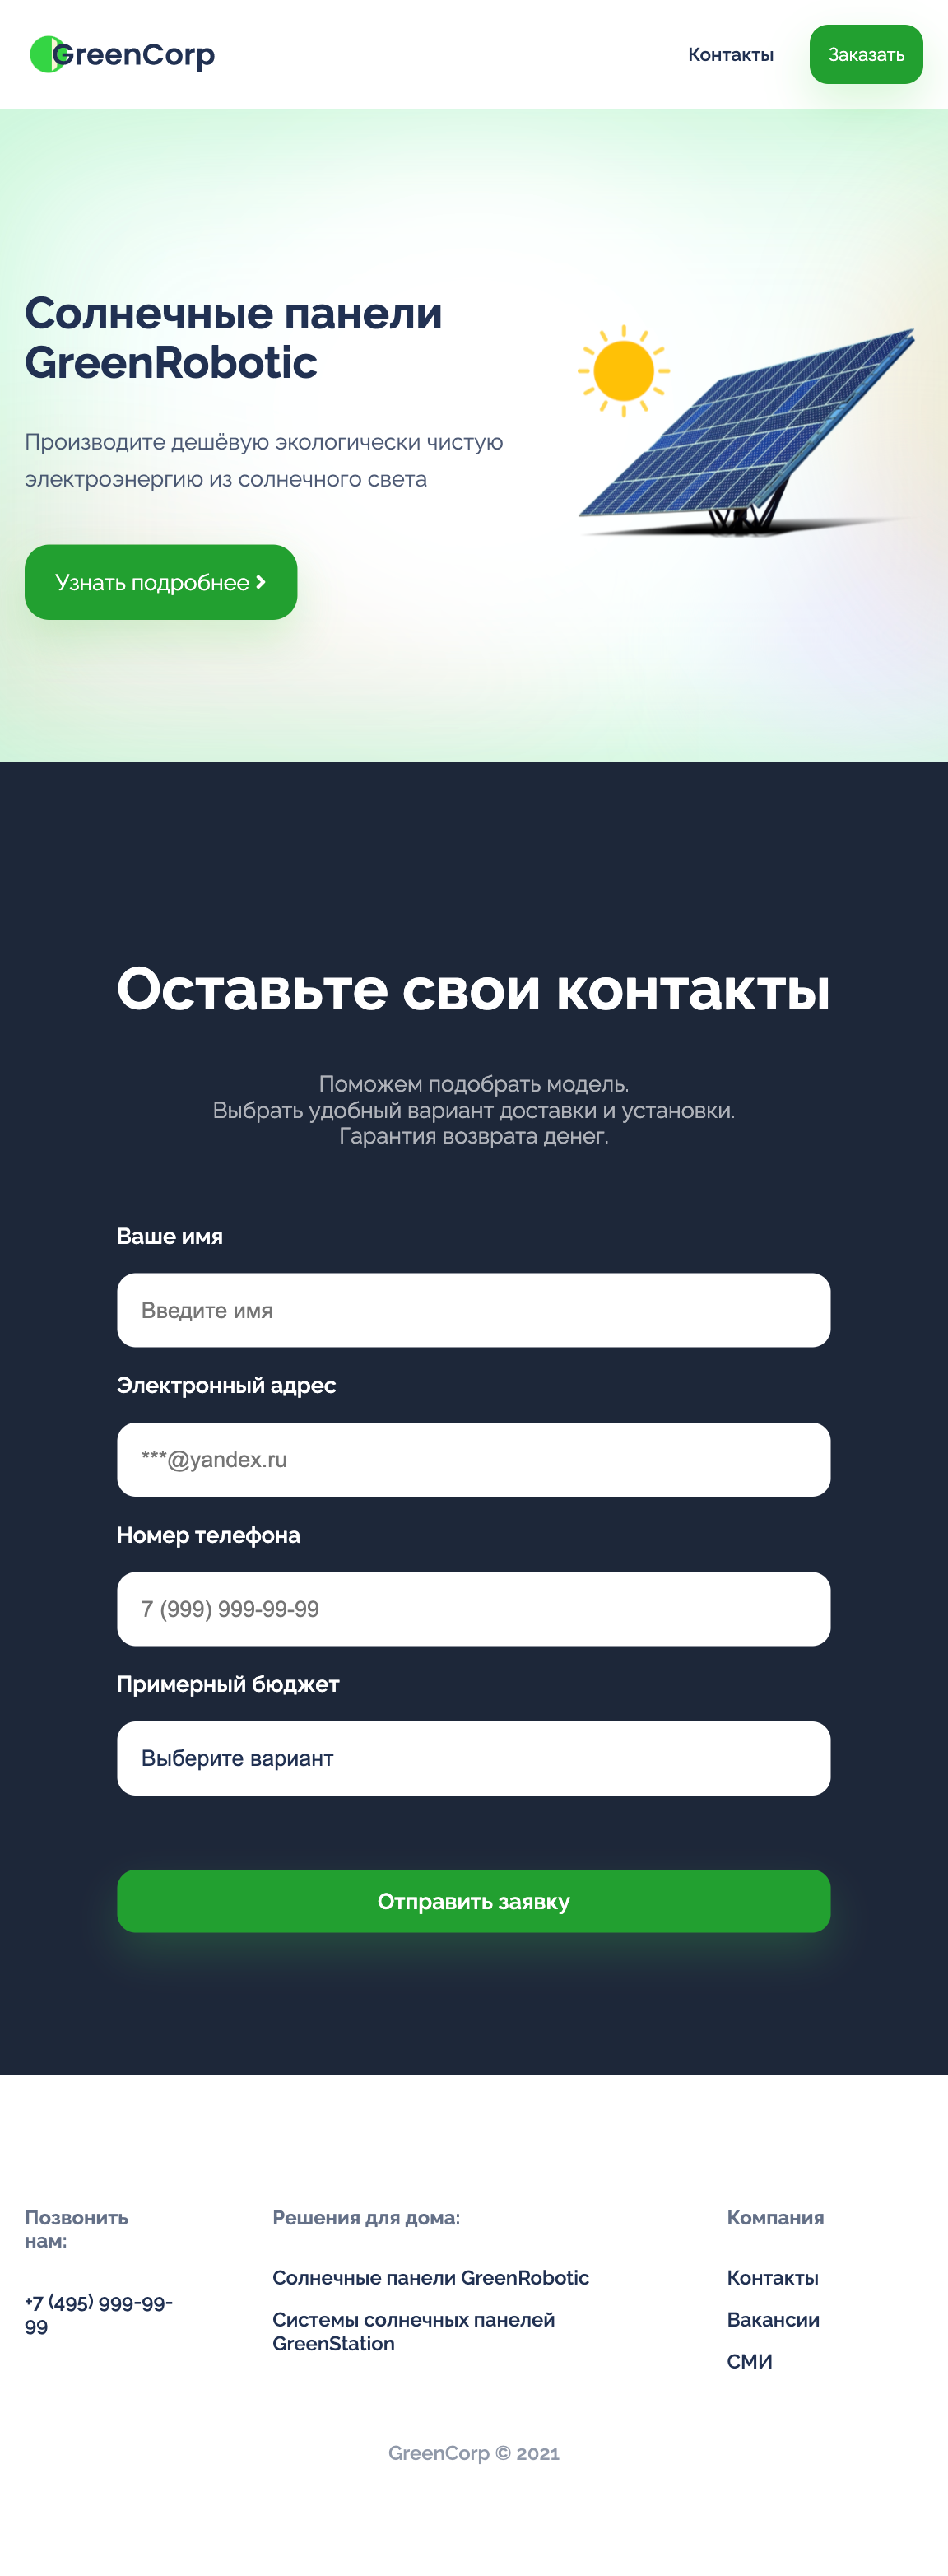 GreenCorp
Контакты
Заказать
Солнечные панели
GreenRobotic
Производите дешёвую экологически чистую
электроэнергию из солнечного света
Узнать подробнее
Оставьте свои контакты
Поможем подобрать модель.
Выбрать удобный вариант доставки и установки.
Гарантия возврата денег.
Ваше имя
Введите имя
Электронный адрес
***@yandex.ru
Номер телефона
7 (999) 999-99-99
Примерный бюджет
Выберите вариант
Отправить заявку
Позвонить
нам:
+7 (495) 999-99-
99
Решения для дома:
Солнечные панели GreenRobotic
Системы солнечных панелей
GreenStation
Компания
Контакты
Вакансии
СМИ
GreenCorp © 2021